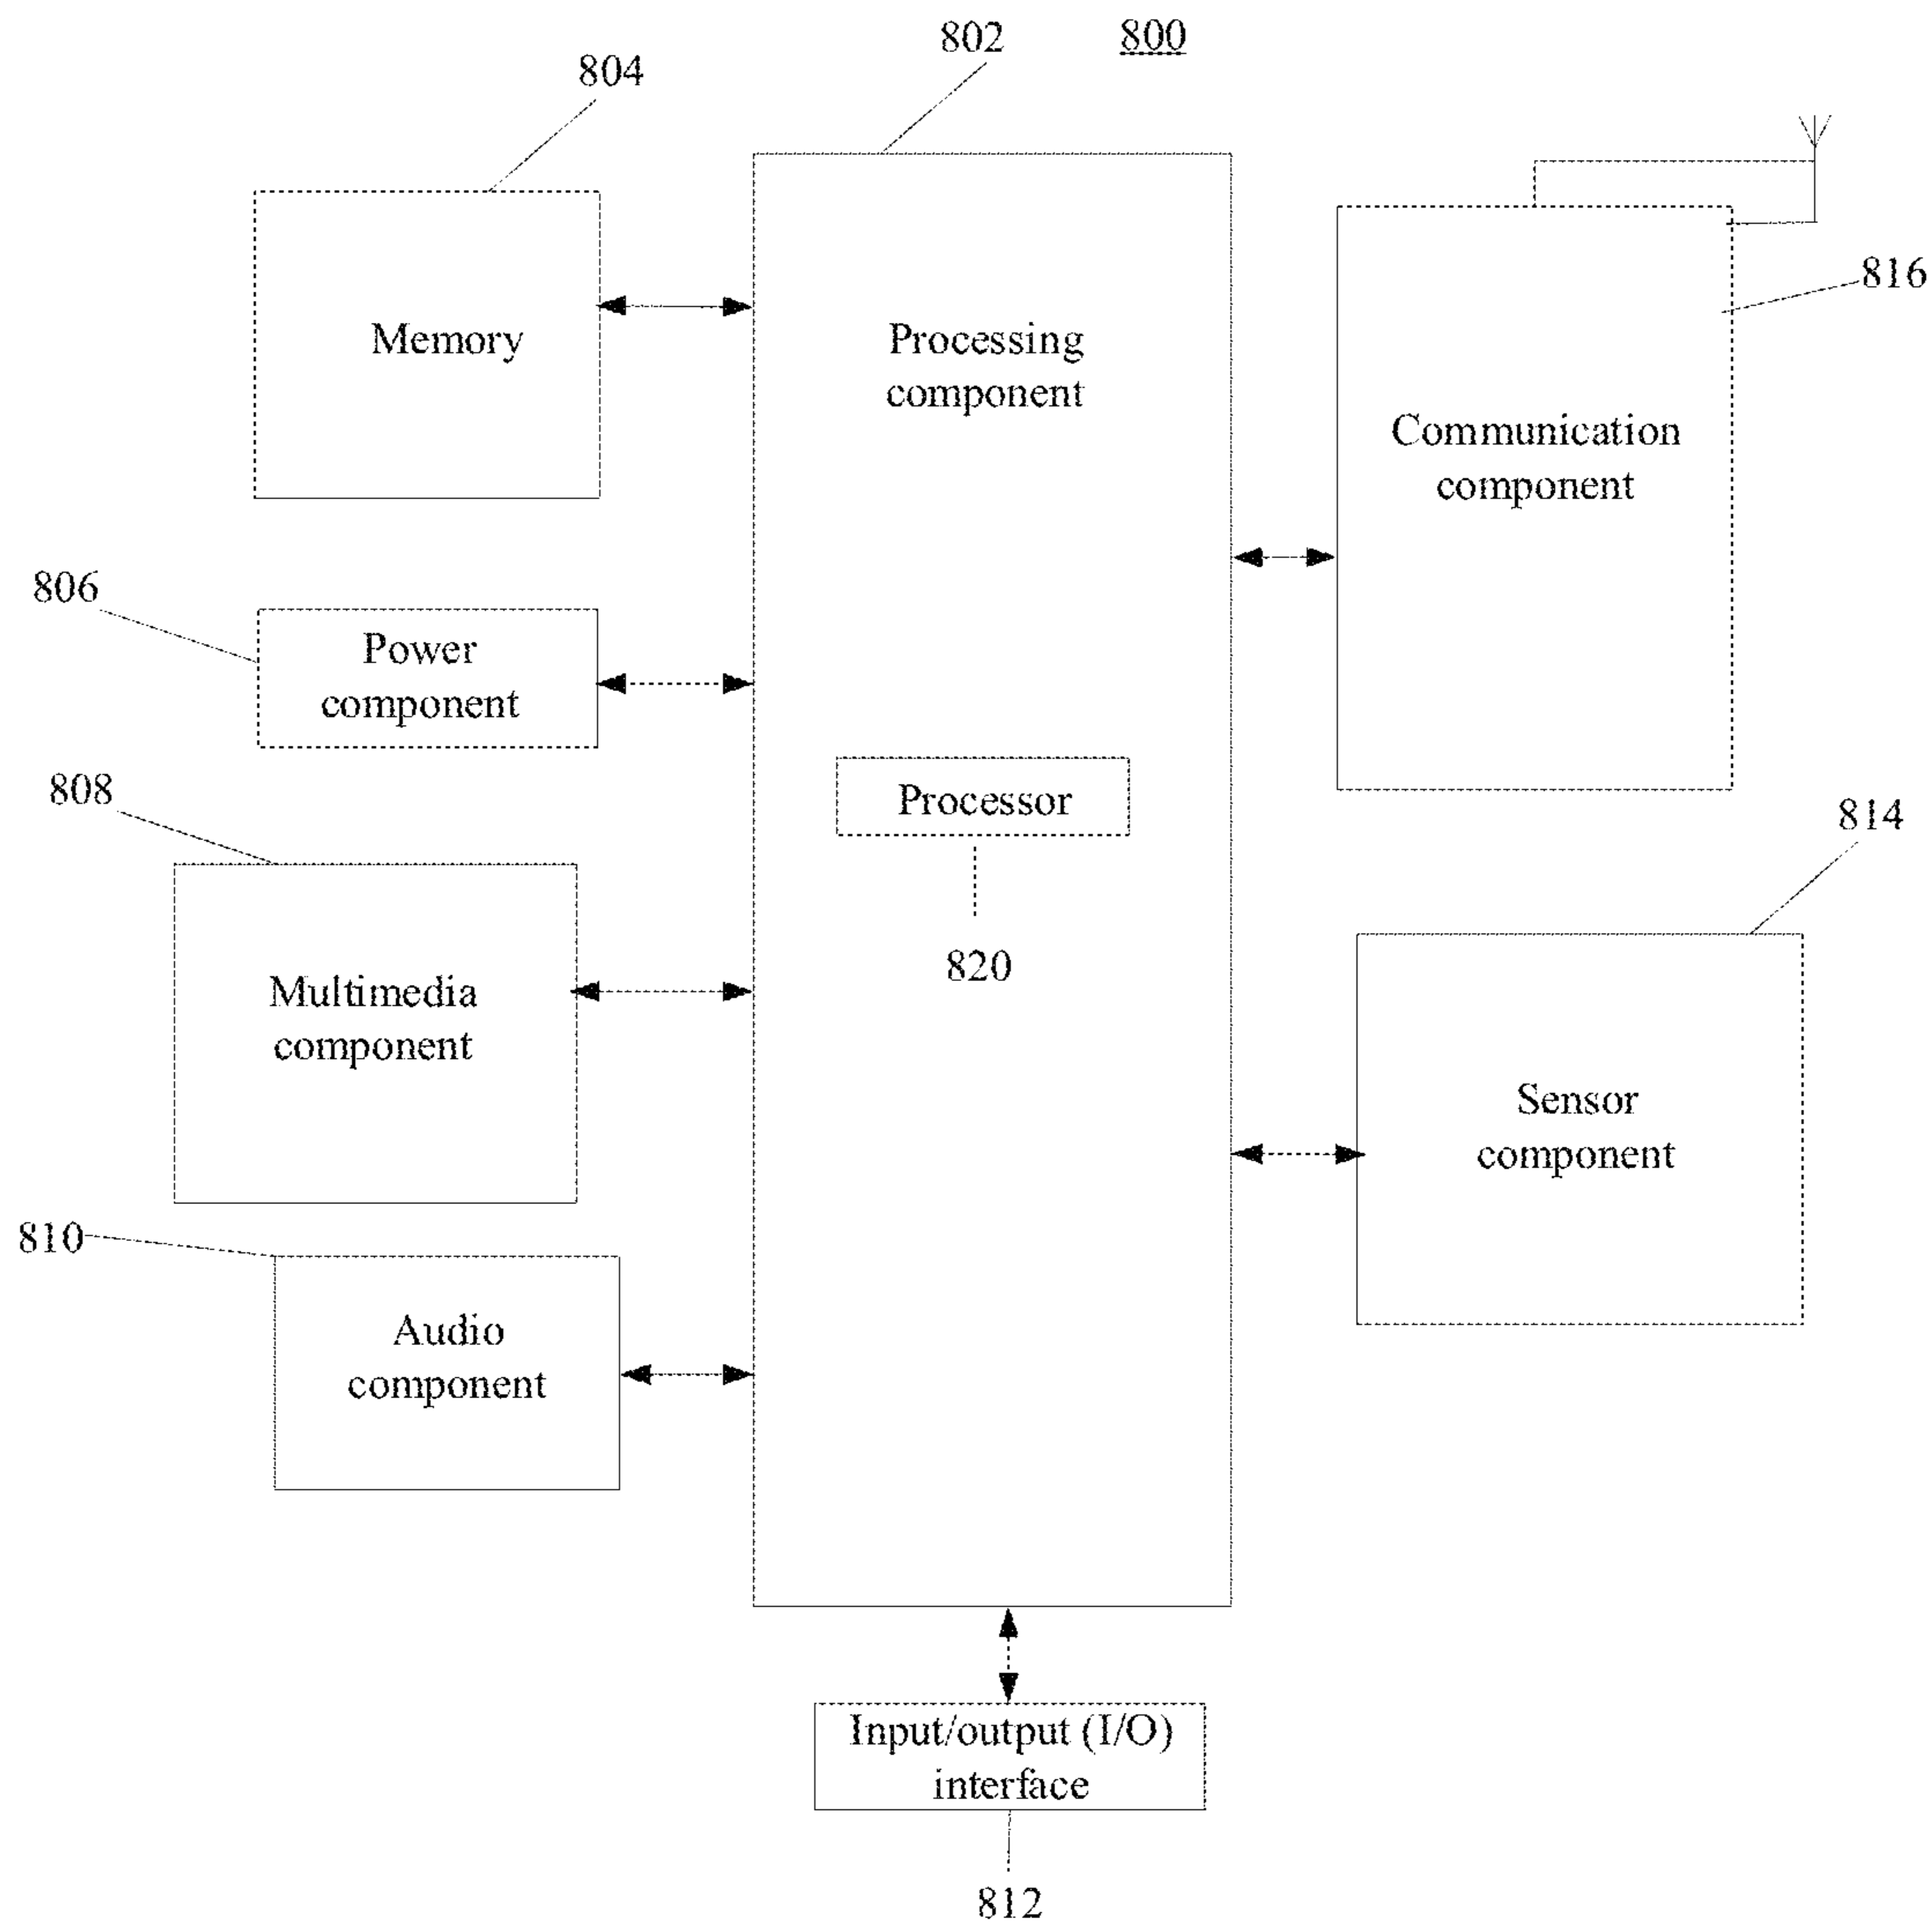 802
800
804
816
Memory
Processing
component
Communication
component
806
Power
component
808
Processor
814
820
Multimedia
component
Sensor
component
810
Audio
component
Input/output (I/O)
interface
812